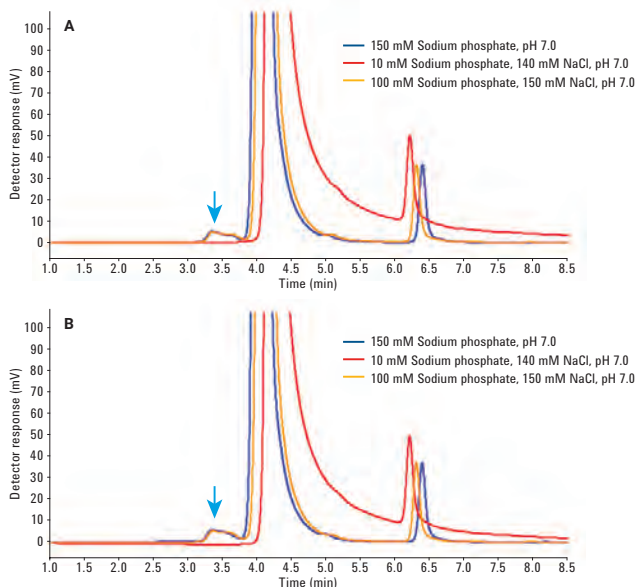 A
150 mM Sodium phosphate, pH 7.0
10 mM Sodium phosphate, 140 mM NaCl, pH 7.0
100 mM Sodium phosphate, 150 mM NaCl, pH 7.0
Detector response (mV)
100
90
80
70
60
50
40
30
20
10
0
1.0 1.5 2.0 2.5 3.0 3.5 4.0 4.5 5.0 5.5 6.0 6.5 7.0 7.5 8.0 8.5
Time (min)
B
150 mM Sodium phosphate, pH 7.0
10 mM Sodium phosphate, 140 mM NaCl, pH 7.0
100 mM Sodium phosphate, 150 mM NaCl, pH 7.0
Detector response (mV)
100
90
80
70
60
50
40
30
20
10
0
1.0 1.5 2.0 2.5 3.0 3.5 4.0 4.5 5.0 5.5 6.0 6.5 7.0 7.5 8.0 8.5
Time (min)